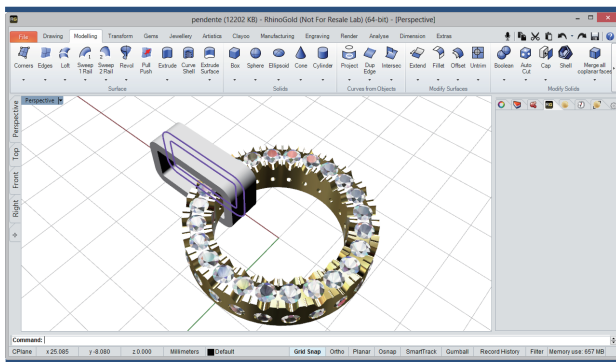 RG pendente (12202 KB) - RhinoGold (Not For Resale Lab) (64-bit) - [Perspective]
File Drawing Modelling Transform Gems Jewellery Artistics Clayoo Manufacturing Engraving Render Analyse Dimension Extras
Corners Edges Loft Sweep 1 Rail Sweep 2 Rail Revol Pull Push Extrude Curve Shell Extrude Surface Box Sphere Ellipsoid Cone Cylinder Project Dup Edge Intersec Extend Fillet Offset Untrim Boolean Auto Cut Cap Shell Merge all coplanar faces
Surface Solids Curves from Objects Modify Surfaces Modify Solids
Perspective
Perspective
Top
Front
Right
Command:
CPlane x 25.085 y -8.080 z 0.000 Millimeters Default Grid Snap Ortho Planar Osnap SmartTrack Gumball Record History Filter Memory use: 657 MB